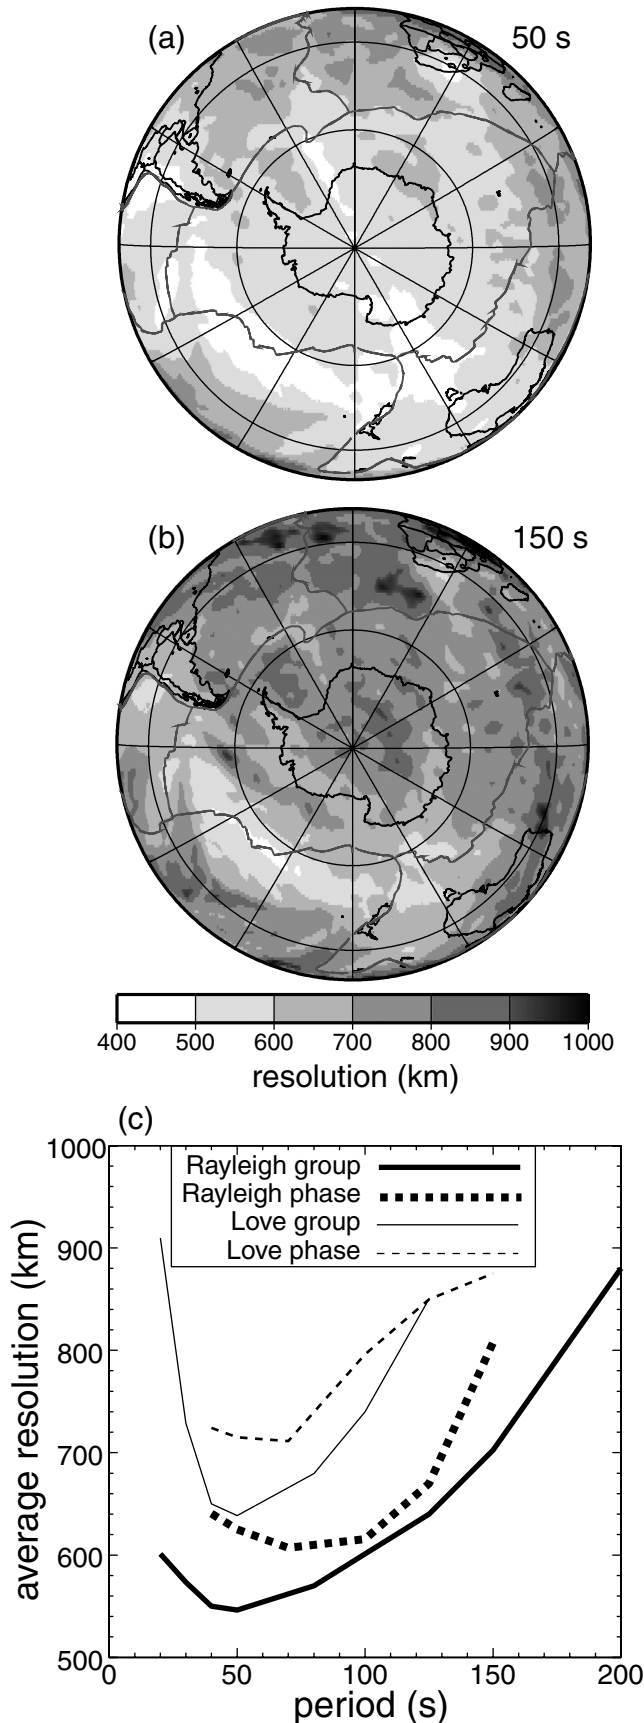 (a) 50 s
(b) 150 s
400 500 600 700 800 900 1000
resolution (km)
(c)
1000
900
800
700
600
500
average resolution (km)
Rayleigh group
Rayleigh phase
Love group
Love phase
0 50 100 150 200
period (s)